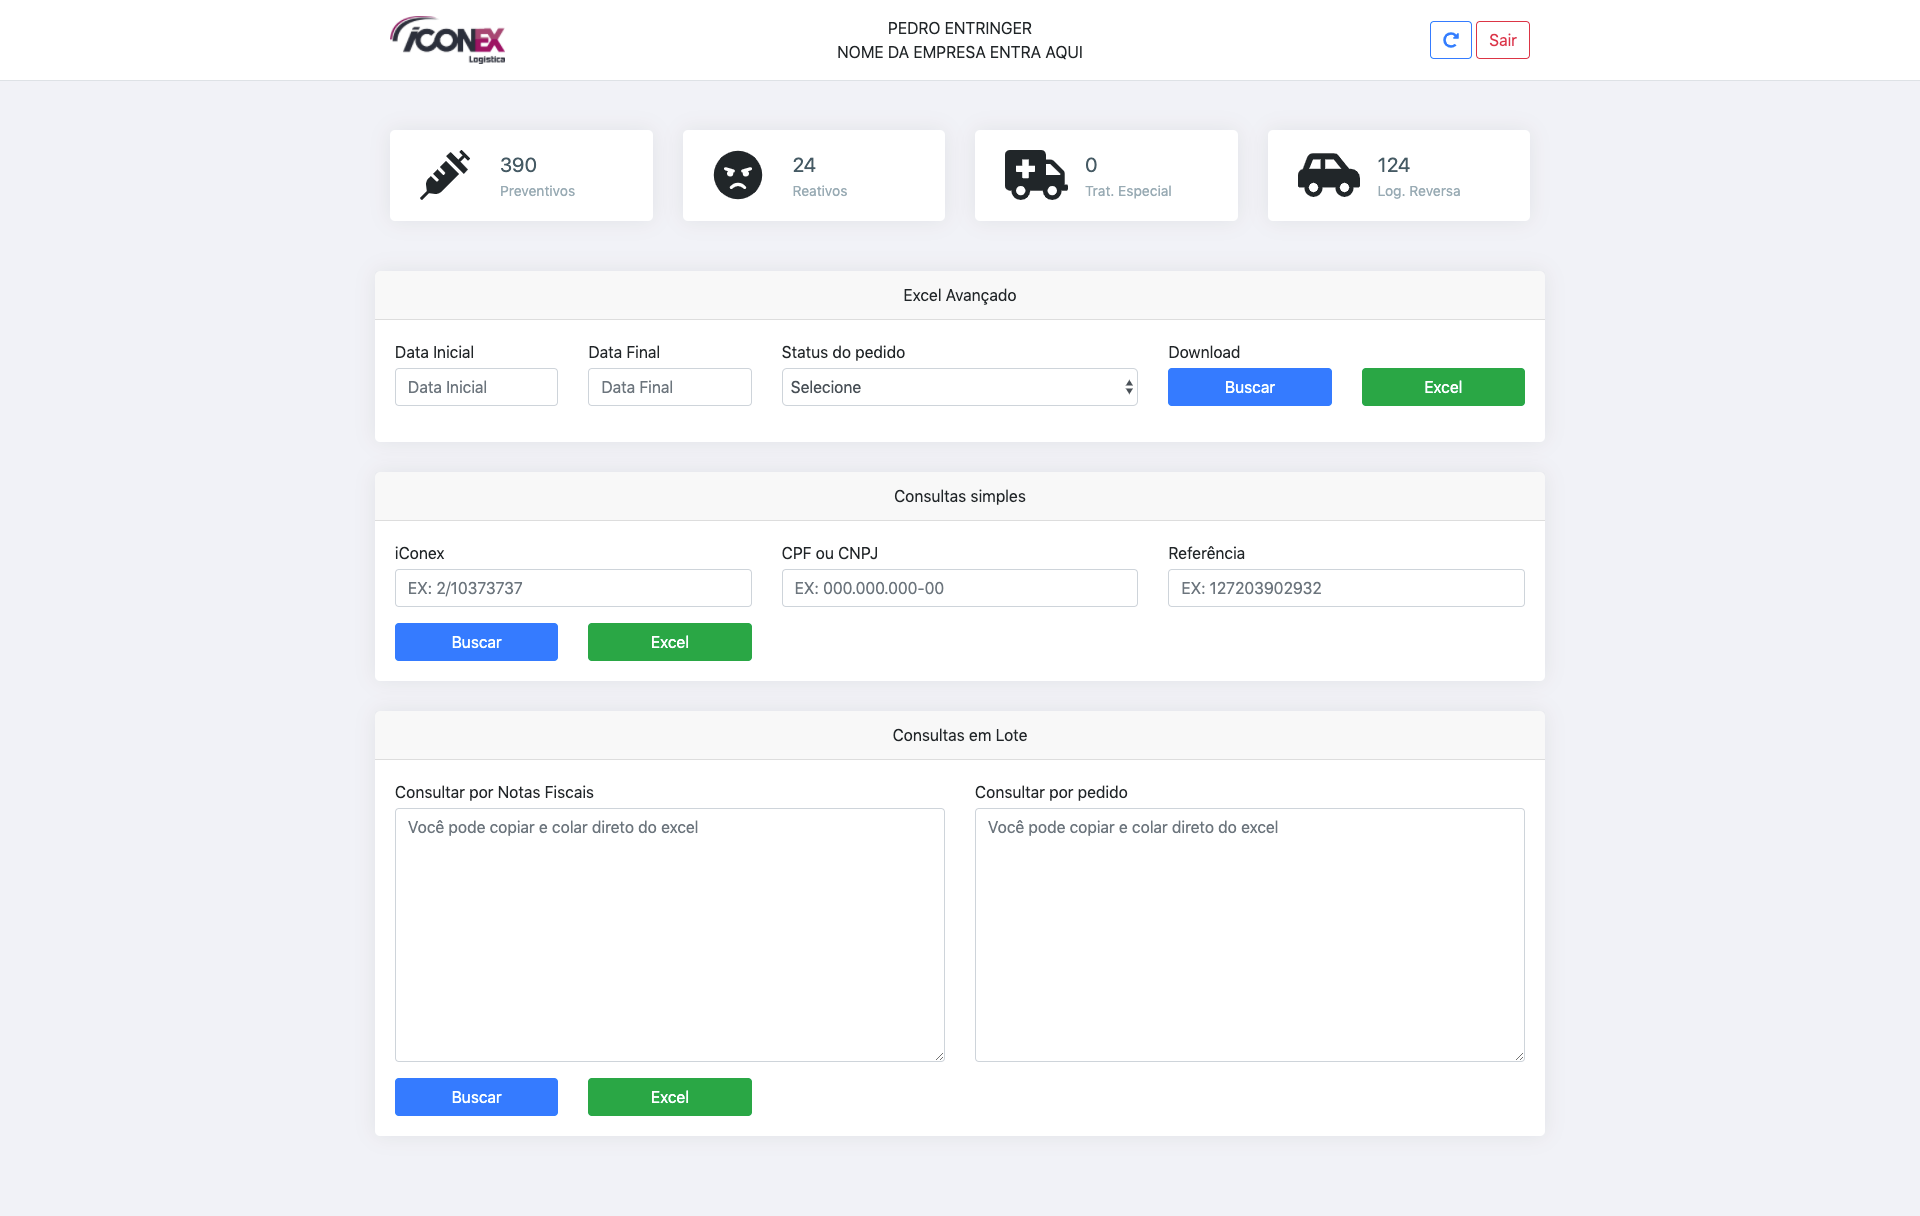 iCONEX
Logística
PEDRO ENTRINGER
NOME DA EMPRESA ENTRA AQUI
Sair
390
Preventivos
24
Reativos
0
Trat. Especial
124
Log. Reversa
Excel Avançado
Data Inicial
Data Final
Status do pedido
Download
Data Inicial
Data Final
Selecione
Buscar
Excel
Consultas simples
iConex
CPF ou CNPJ
Referência
EX: 2/10373737
EX: 000.000.000-00
EX: 127203902932
Buscar
Excel
Consultas em Lote
Consultar por Notas Fiscais
Consultar por pedido
Você pode copiar e colar direto do excel
Você pode copiar e colar direto do excel
Buscar
Excel